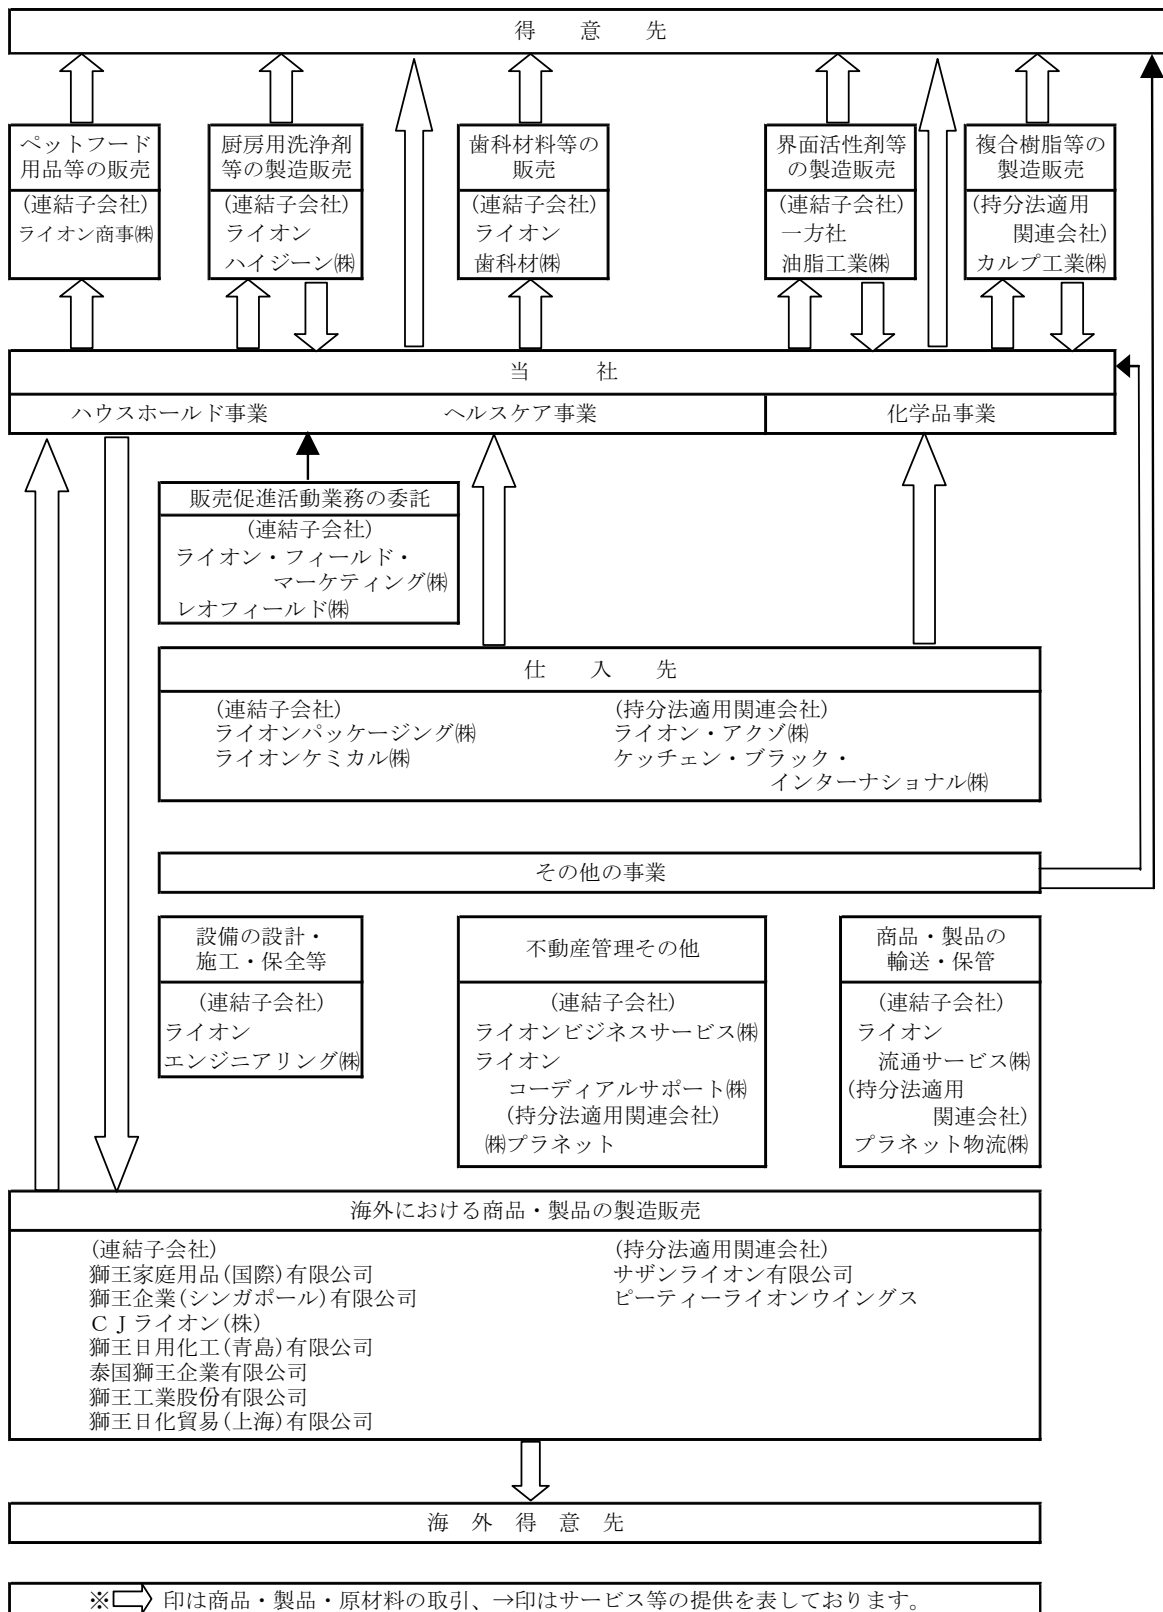 得意先
ペットフード
用品等の販売
(連結子会社)
ライオン商事㈱
厨房用洗浄剤
等の製造販売
(連結子会社)
ライオン
ハイジーン㈱
歯科材料等の
販売
(連結子会社)
ライオン
歯科材㈱
界面活性剤等
の製造販売
(連結子会社)
一方社
油脂工業㈱
複合樹脂等の
製造販売
(持分法適用
関連会社)
カルプ工業㈱
当社
ハウスホールド事業
ヘルスケア事業
化学品事業
販売促進活動業務の委託
(連結子会社)
ライオン・フィールド・
マーケティング㈱
レオフィールド㈱
仕入先
(連結子会社)
ライオンパッケージング㈱
ライオンケミカル㈱
(持分法適用関連会社)
ライオン・アクゾ㈱
ケッチェン・ブラック・
インターナショナル㈱
その他の事業
設備の設計・
施工・保全等
(連結子会社)
ライオン
エンジニアリング㈱
不動産管理その他
(連結子会社)
ライオンビジネスサービス㈱
ライオン
コーディアルサポート㈱
(持分法適用関連会社)
㈱プラネット
商品・製品の
輸送・保管
(連結子会社)
ライオン
流通サービス㈱
(持分法適用
関連会社)
プラネット物流㈱
海外における商品・製品の製造販売
(連結子会社)
獅王家庭用品(国際)有限公司
獅王企業(シンガポール)有限公司
ＣＪライオン(株)
獅王日用化工(青島)有限公司
泰国獅王企業有限公司
獅王工業股份有限公司
獅王日化貿易(上海)有限公司
(持分法適用関連会社)
サザンライオン有限公司
ピーティーライオンウイングス
海外得意先
※⇨印は商品・製品・原材料の取引、→印はサービス等の提供を表しております。